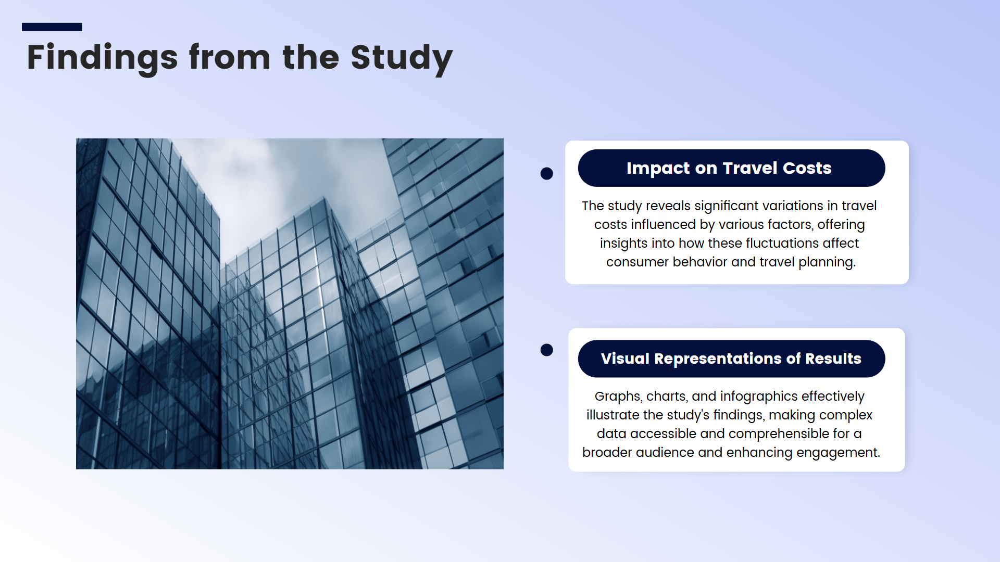 Findings from the Study
Impact on Travel Costs
The study reveals significant variations in travel
costs influenced by various factors, offering
insights into how these fluctuations affect
consumer behavior and travel planning.
Visual Representations of Results
Graphs, charts, and infographics effectively
illustrate the study's findings, making complex
data accessible and comprehensible for a
broader audience and enhancing engagement.